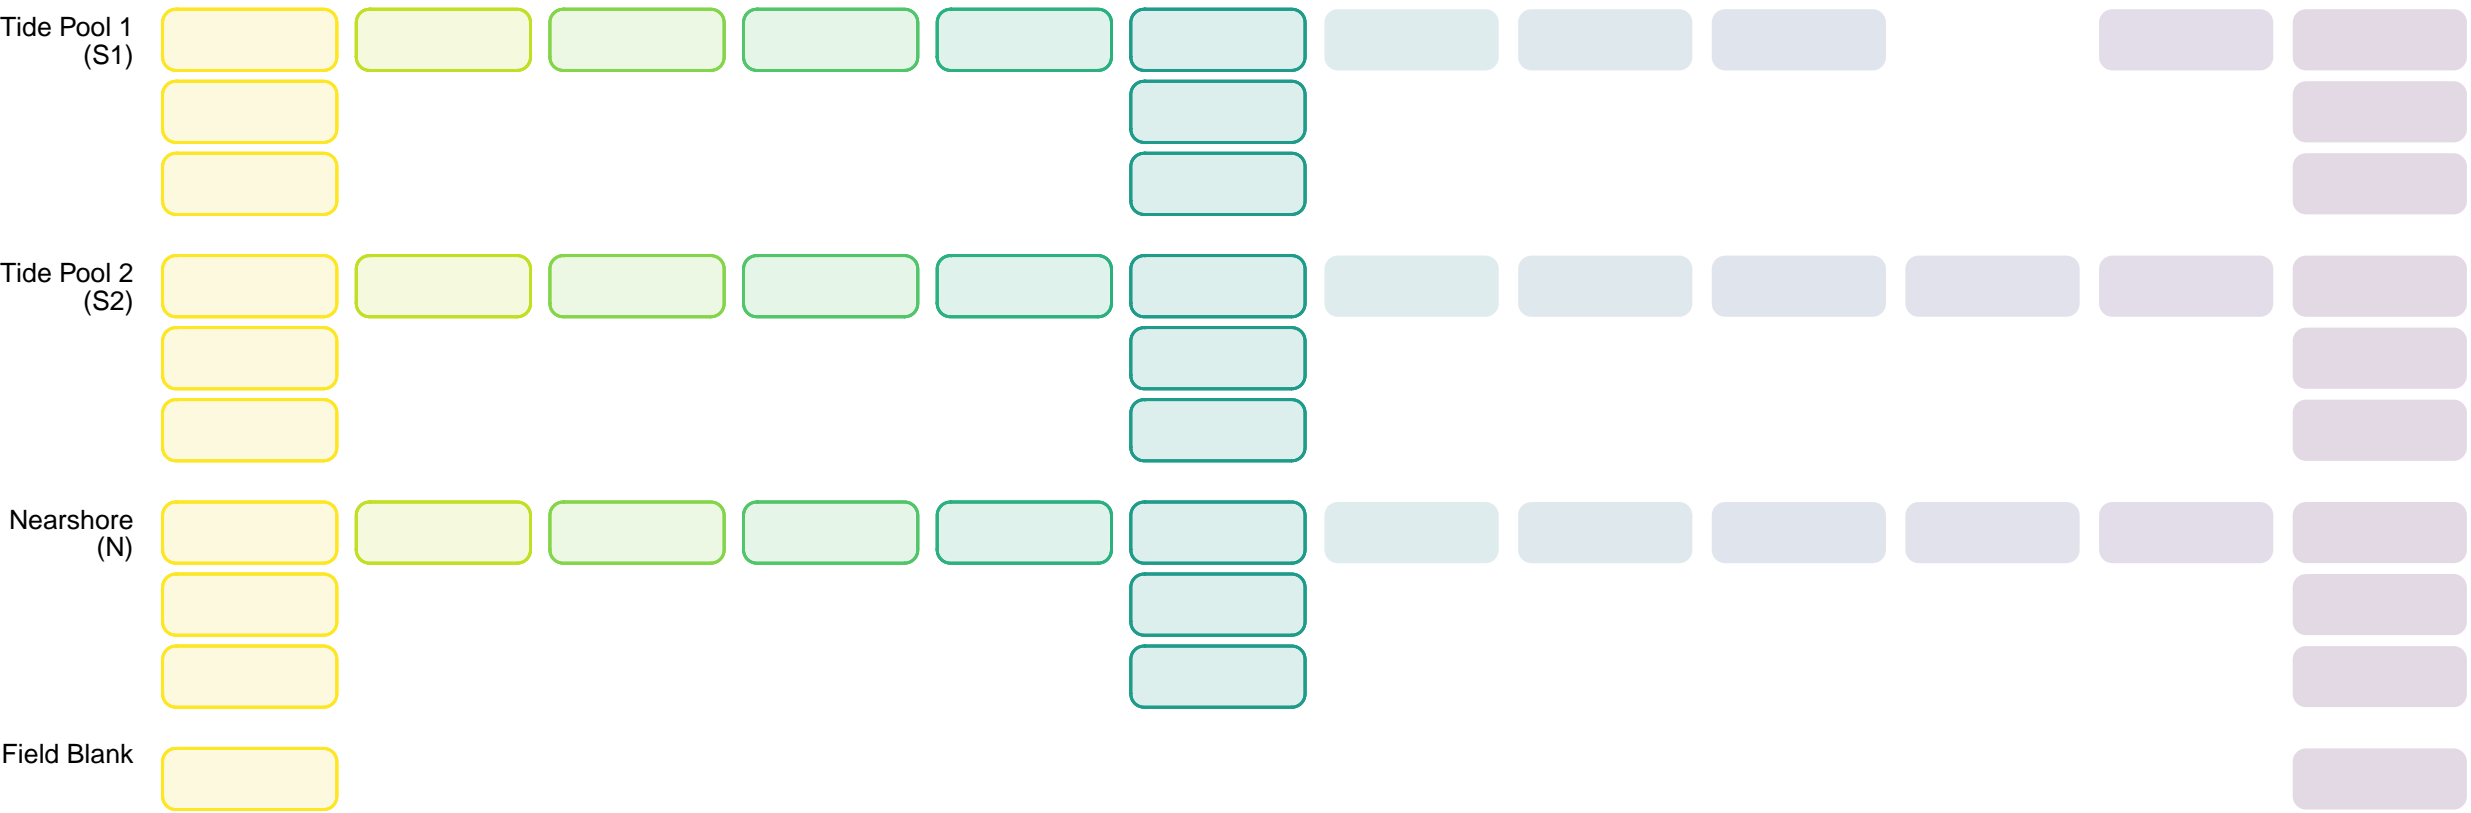 Tide Pool 1
(S1)
Tide Pool 2
(S2)
Nearshore
(N)
Field Blank